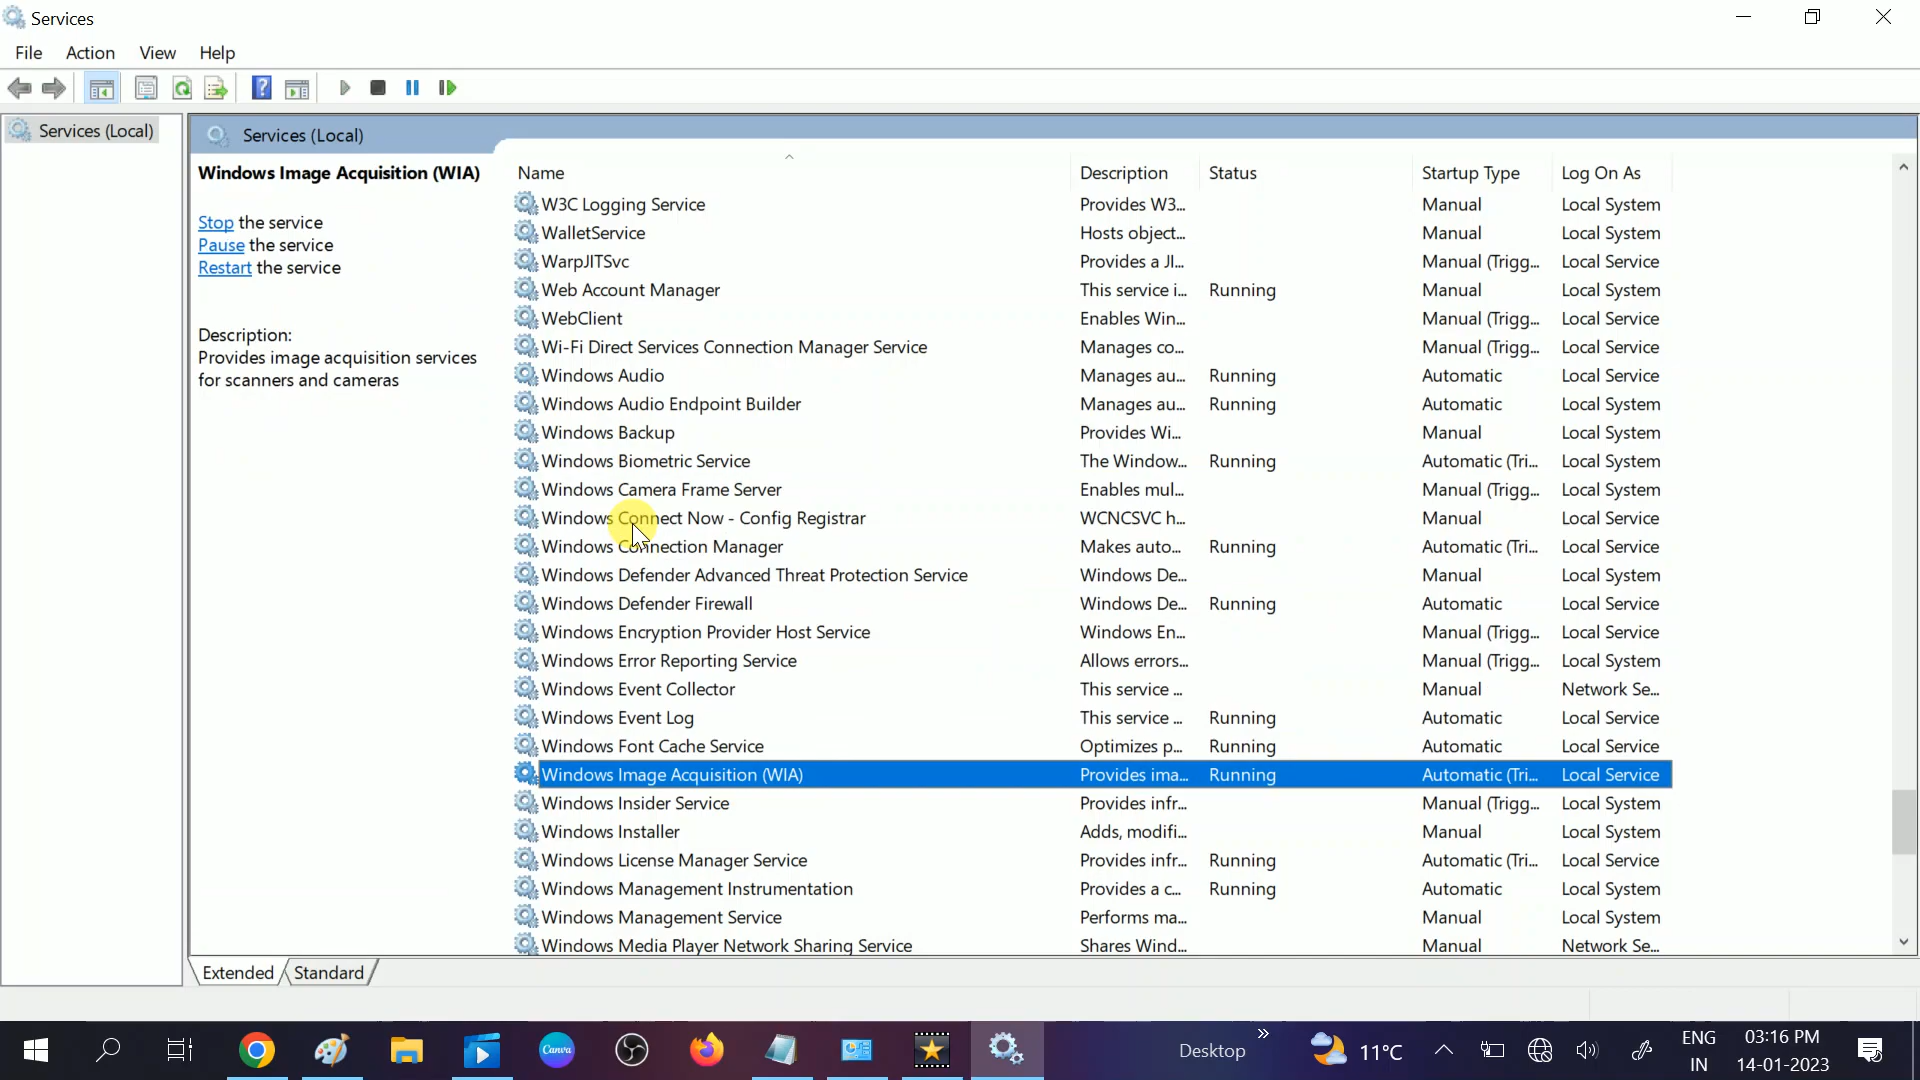 Services
File Action View Help
Services (Local)
Services (Local)
Windows Image Acquisition (WIA)
Stop the service
Pause the service
Restart the service
Description:
Provides image acquisition services
for scanners and cameras
Name Description Status Startup Type Log On As
W3C Logging Service Provides W3... Manual Local System
WalletService Hosts object... Manual Local System
WarpJITSvc Provides a JI... Manual (Trigg... Local Service
Web Account Manager This service i... Running Manual Local System
WebClient Enables Win... Manual (Trigg... Local Service
Wi-Fi Direct Services Connection Manager Service Manages co... Manual (Trigg... Local Service
Windows Audio Manages au... Running Automatic Local Service
Windows Audio Endpoint Builder Manages au... Running Automatic Local System
Windows Backup Provides Wi... Manual Local System
Windows Biometric Service The Window... Running Automatic (Tri... Local System
Windows Camera Frame Server Enables mul... Manual (Trigg... Local Service
Windows Connect Now - Config Registrar WCNCSVC h... Manual Local Service
Windows Connection Manager Makes auto... Running Automatic (Tri... Local Service
Windows Defender Advanced Threat Protection Service Windows De... Manual Local System
Windows Defender Firewall Windows De... Running Automatic Local Service
Windows Encryption Provider Host Service Windows En... Manual (Trigg... Local Service
Windows Error Reporting Service Allows errors... Manual (Trigg... Local System
Windows Event Collector This service ... Manual Network Se...
Windows Event Log This service ... Running Automatic Local Service
Windows Font Cache Service Optimizes p... Running Automatic Local Service
Windows Image Acquisition (WIA) Provides ima... Running Automatic (Tri... Local Service
Windows Insider Service Provides infr... Manual (Trigg... Local System
Windows Installer Adds, modifi... Manual Local System
Windows License Manager Service Provides infr... Running Automatic (Tri... Local Service
Windows Management Instrumentation Provides a c... Running Automatic Local System
Windows Management Service Performs ma... Manual Local System
Windows Media Player Network Sharing Service Shares Wind... Manual Network Se...
Extended Standard
Canva
Desktop
11°C
ENG
IN
03:16 PM
14-01-2023